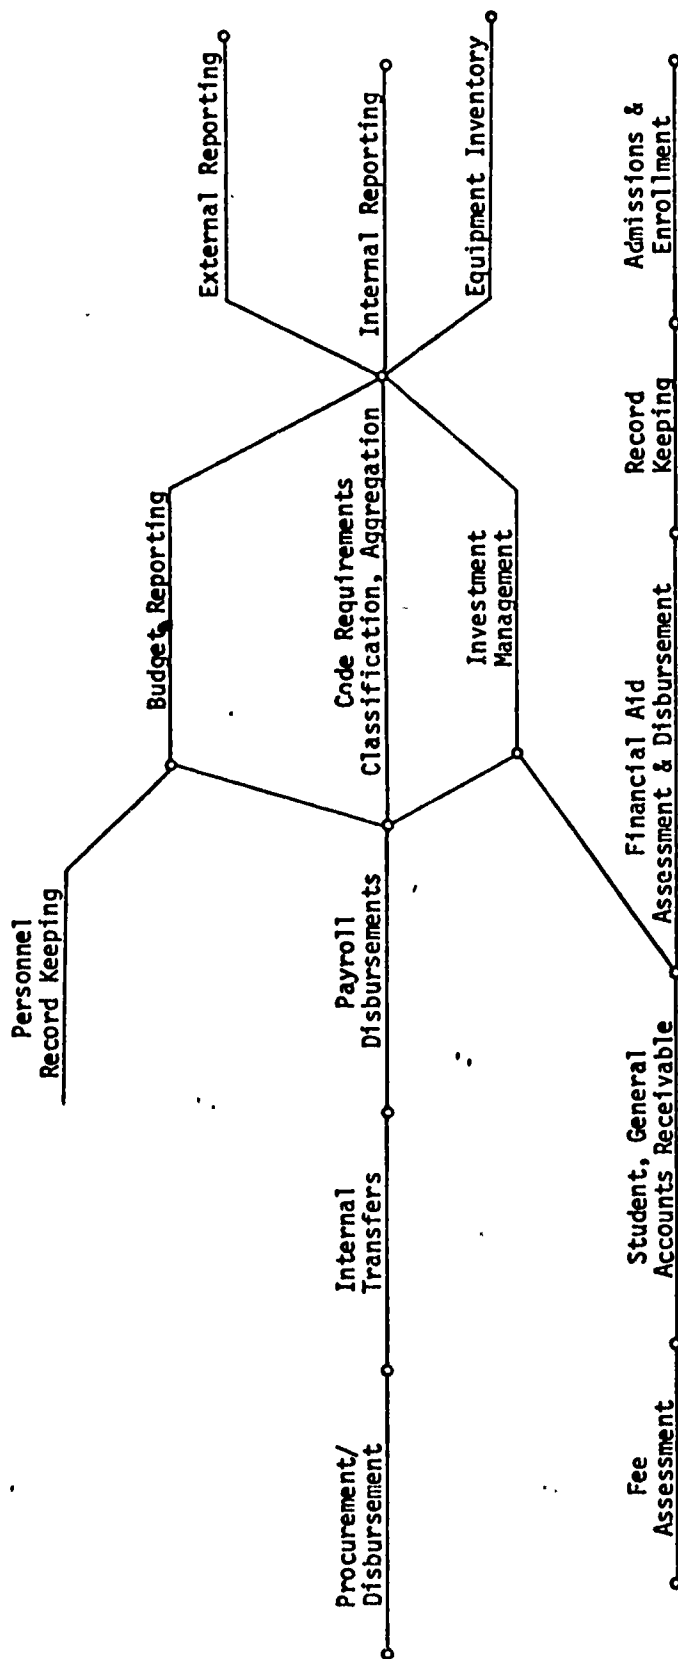 Personnel
Record Keeping
Budget Reporting
External Reporting
Procurement/
Disbursement
Internal
Transfers
Payroll
Disbursements
Code Requirements
Classification, Aggregation
Internal Reporting
Investment
Management
Equipment Inventory
Fee
Assessment
Student, General
Accounts Receivable
Financial Aid
Assessment & Disbursement
Record
Keeping
Admissions &
Enrollment